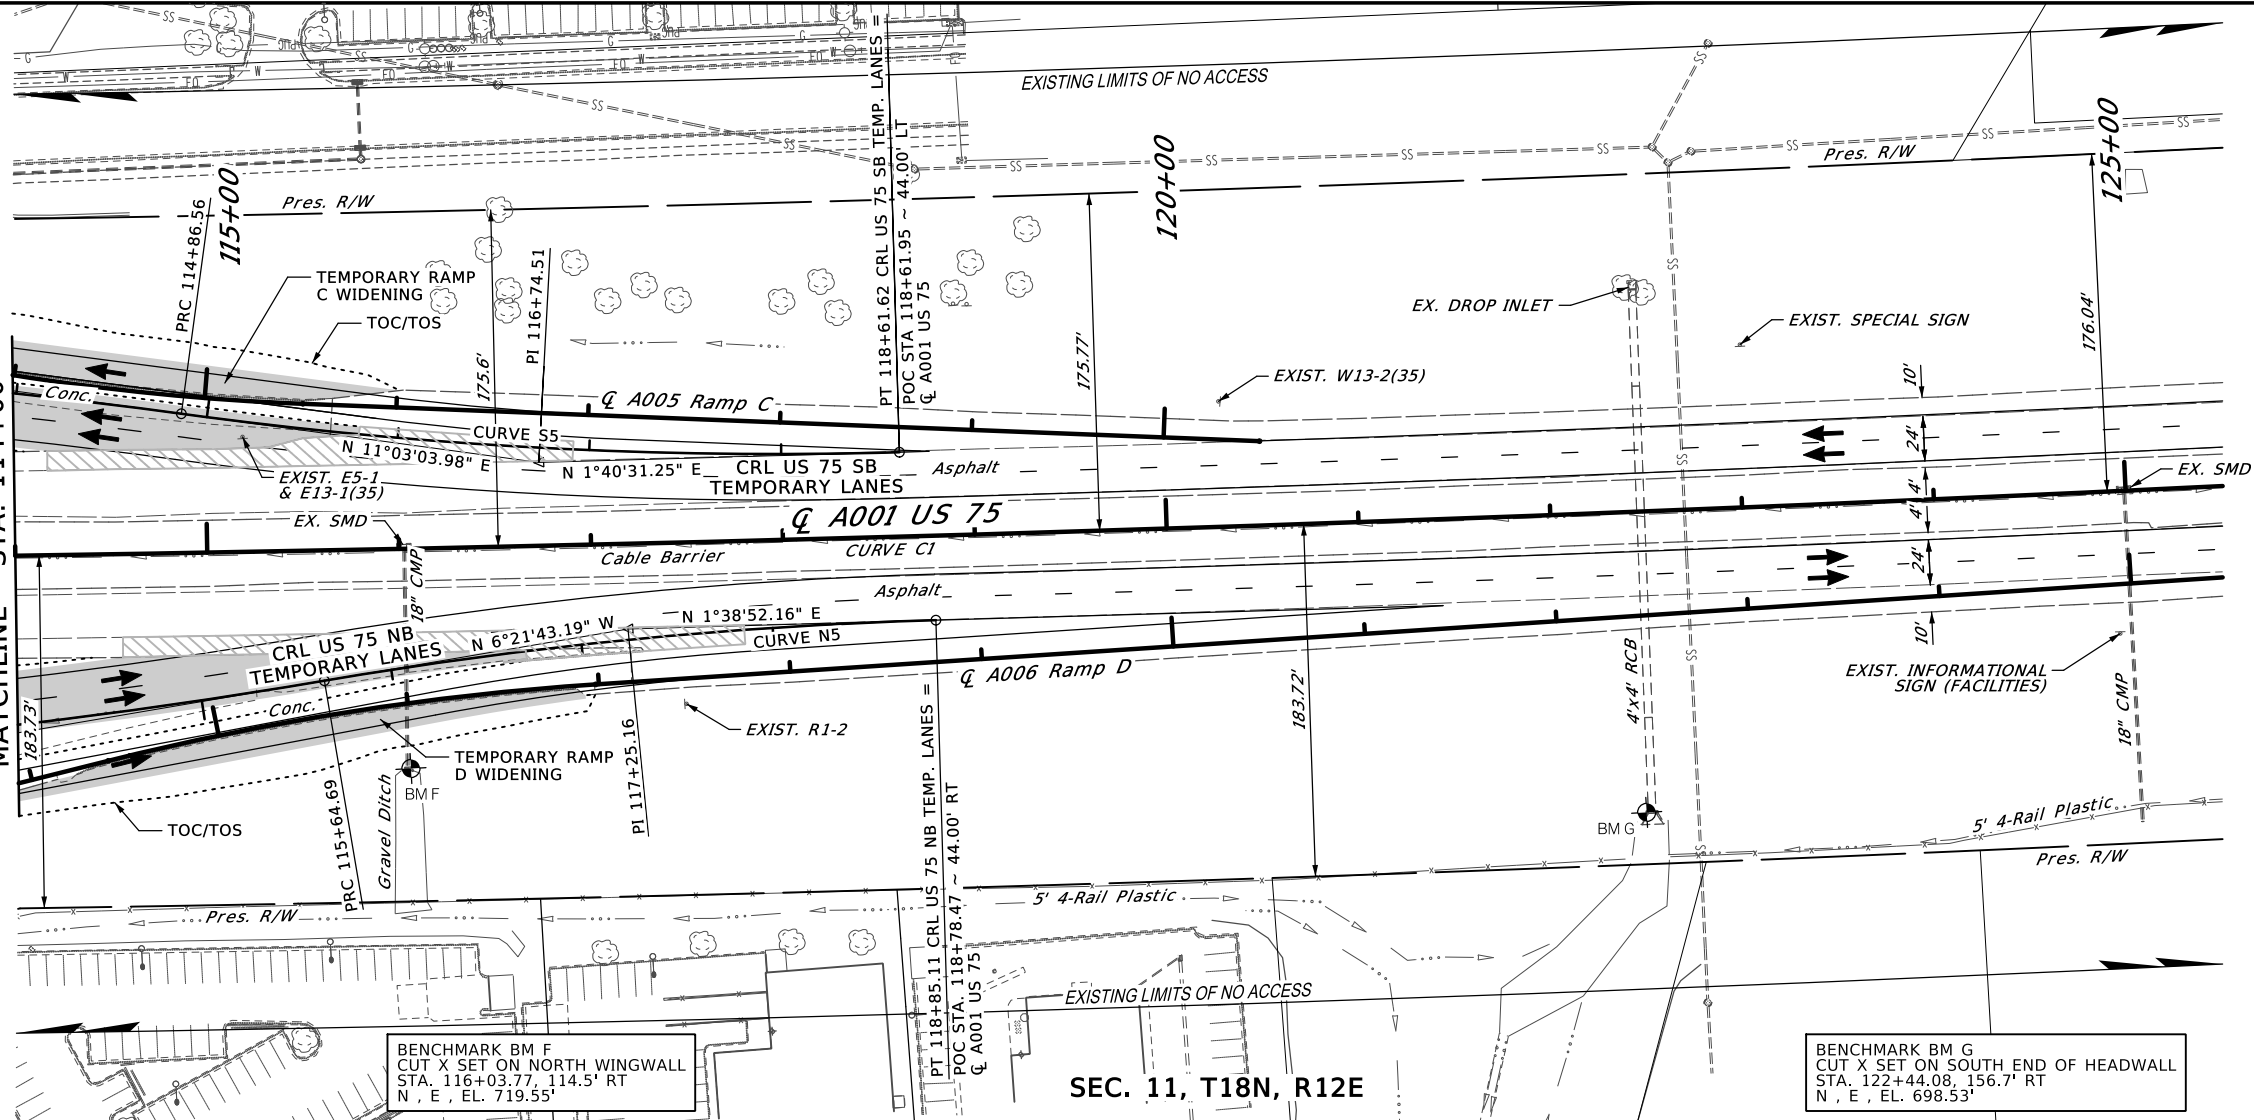 EXISTING LIMITS OF NO ACCESS
Pres. R/W
Pres. R/W
115+00
120+00
125+00
PRC 114+86.56
PI 116+74.51
PT 118+61.62 CRL US 75 SB TEMP. LANES =
POC STA 118+61.95 ~ 44.00' LT
℄ A001 US 75
TEMPORARY RAMP
C WIDENING
TOC/TOS
175.6'
175.77'
176.04'
EX. DROP INLET
EXIST. SPECIAL SIGN
EXIST. W13-2(35)
Conc.
℄ A005 Ramp C
CURVE S5
N 11°03'03.98" E
N 1°40'31.25" E
CRL US 75 SB
TEMPORARY LANES
Asphalt
10'
24'
4'
4'
24'
10'
EX. SMD
EXIST. E5-1
& E13-1(35)
EX. SMD
℄ A001 US 75
Cable Barrier
CURVE C1
18" CMP
Asphalt
N 1°38'52.16" E
N 6°21'43.19" W
CURVE N5
CRL US 75 NB
TEMPORARY LANES
℄ A006 Ramp D
Conc.
183.73'
183.72'
4'x4' RCB
EXIST. INFORMATIONAL
SIGN (FACILITIES)
18" CMP
EXIST. R1-2
TEMPORARY RAMP
D WIDENING
BM F
Gravel Ditch
PRC 115+64.69
PI 117+25.16
TOC/TOS
BM G
5' 4-Rail Plastic
Pres. R/W
Pres. R/W
5' 4-Rail Plastic
PT 118+85.11 CRL US 75 NB TEMP. LANES =
POC STA. 118+78.47 ~ 44.00' RT
℄ A001 US 75
EXISTING LIMITS OF NO ACCESS
BENCHMARK BM F
CUT X SET ON NORTH WINGWALL
STA. 116+03.77, 114.5' RT
N , E , EL. 719.55'
SEC. 11, T18N, R12E
BENCHMARK BM G
CUT X SET ON SOUTH END OF HEADWALL
STA. 122+44.08, 156.7' RT
N , E , EL. 698.53'